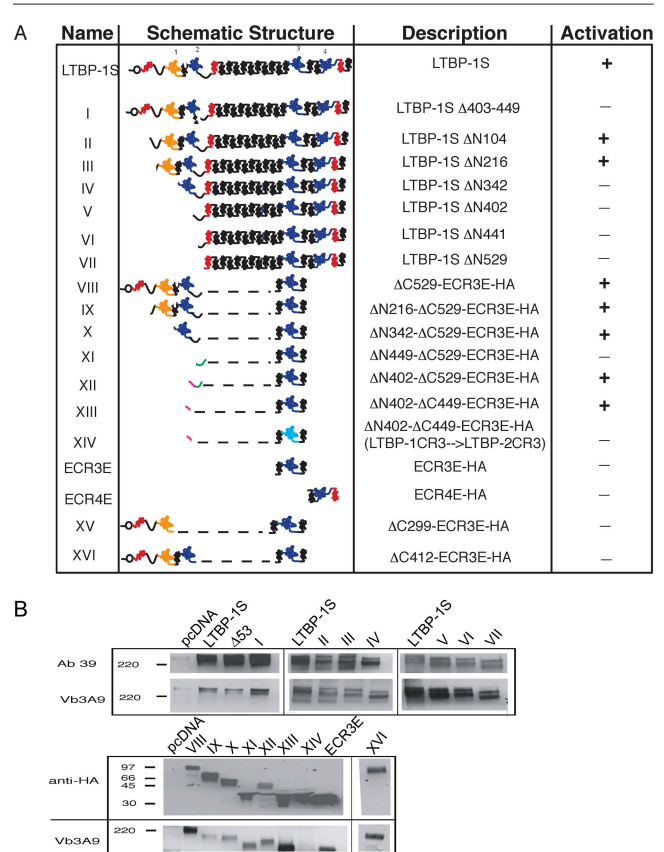 A
Name Schematic Structure Description Activation
1 2 3 4
LTBP-1S LTBP-1S +
I LTBP-1S Δ403-449 –
II LTBP-1S ΔN104 +
III LTBP-1S ΔN216 +
IV LTBP-1S ΔN342 –
V LTBP-1S ΔN402 –
VI LTBP-1S ΔN441 –
VII LTBP-1S ΔN529 –
VIII ΔC529-ECR3E-HA +
IX ΔN216-ΔC529-ECR3E-HA +
X ΔN342-ΔC529-ECR3E-HA +
XI ΔN449-ΔC529-ECR3E-HA –
XII ΔN402-ΔC529-ECR3E-HA +
XIII ΔN402-ΔC449-ECR3E-HA +
XIV ΔN402-ΔC449-ECR3E-HA
(LTBP-1CR3-->LTBP-2CR3) –
ECR3E ECR3E-HA –
ECR4E ECR4E-HA –
XV ΔC299-ECR3E-HA –
XVI ΔC412-ECR3E-HA –
B
pcDNA LTBP-1S Δ53 I LTBP-1S II III IV LTBP-1S V VI VII
Ab 39 220
Vb3A9 220
pcDNA VIII IX X XI XII XIII XIV ECR3E XVI
anti-HA
97
66
45
30
Vb3A9 220